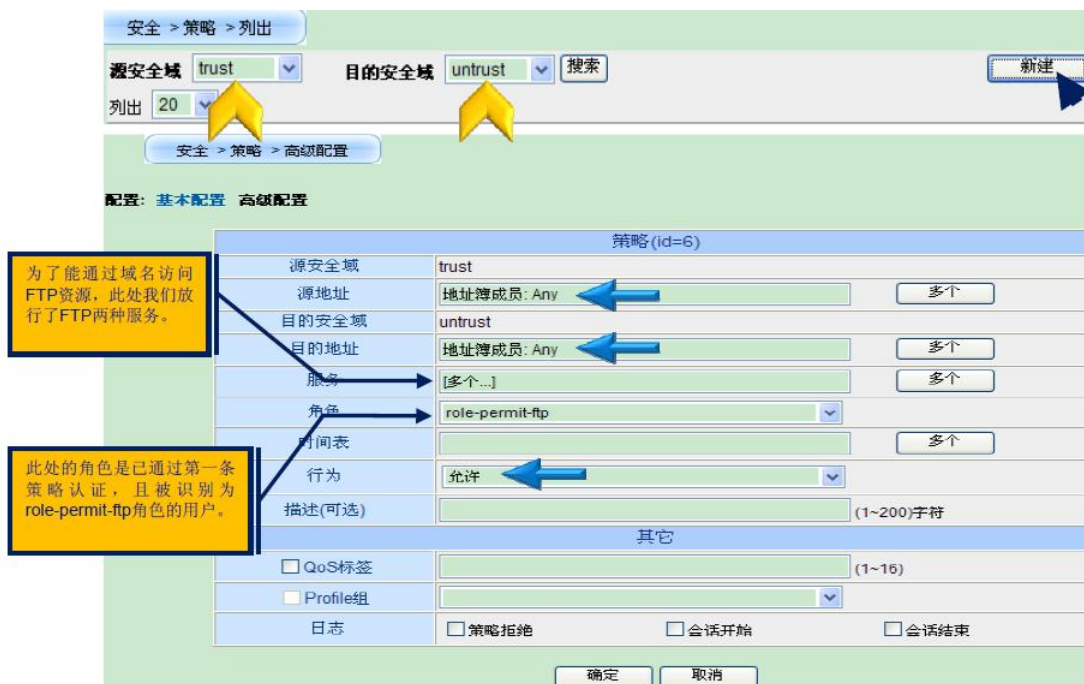 安全 > 策略 > 列出
源安全域 trust 目的安全域 untrust 搜索 新建
列出 20
安全 > 策略 > 高级配置
配置: 基本配置 高级配置
策略(id=6)
源安全域 trust
源地址 地址簿成员: Any 多个
目的安全域 untrust
目的地址 地址簿成员: Any 多个
服务 [多个...] 多个
角色 role-permit-ftp
时间表 多个
行为 允许
描述(可选) (1~200)字符
其它
QoS标签 (1~16)
Profile组
日志 策略拒绝 会话开始 会话结束
确定 取消
为了能通过域名访问
FTP资源，此处我们放
行了FTP两种服务。
此处的角色是已通过第一条
策略认证，且被识别为
role-permit-ftp角色的用户。